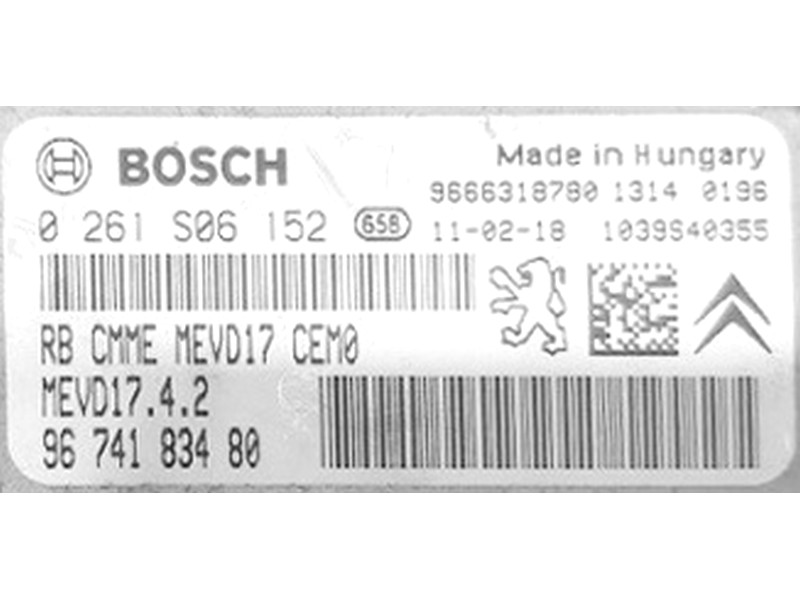 BOSCH
Made in Hungary
9666318780 1314 0196
0 261 S06 152 GSB 11-02-18 1039S40355
RB CMME MEVD17 CEM0
MEVD17.4.2
96 741 834 80